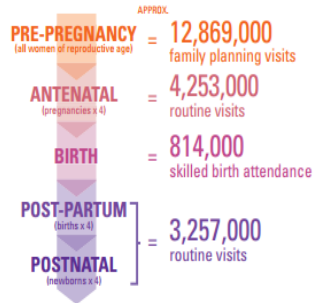 APPROX.
PRE-PREGNANCY
(all women of reproductive age)
= 12,869,000
family planning visits
ANTENATAL
(pregnancies x 4)
= 4,253,000
routine visits
BIRTH
= 814,000
skilled birth attendance
POST-PARTUM
(births x 4)
= 3,257,000
routine visits
POSTNATAL
(newborns x 4)